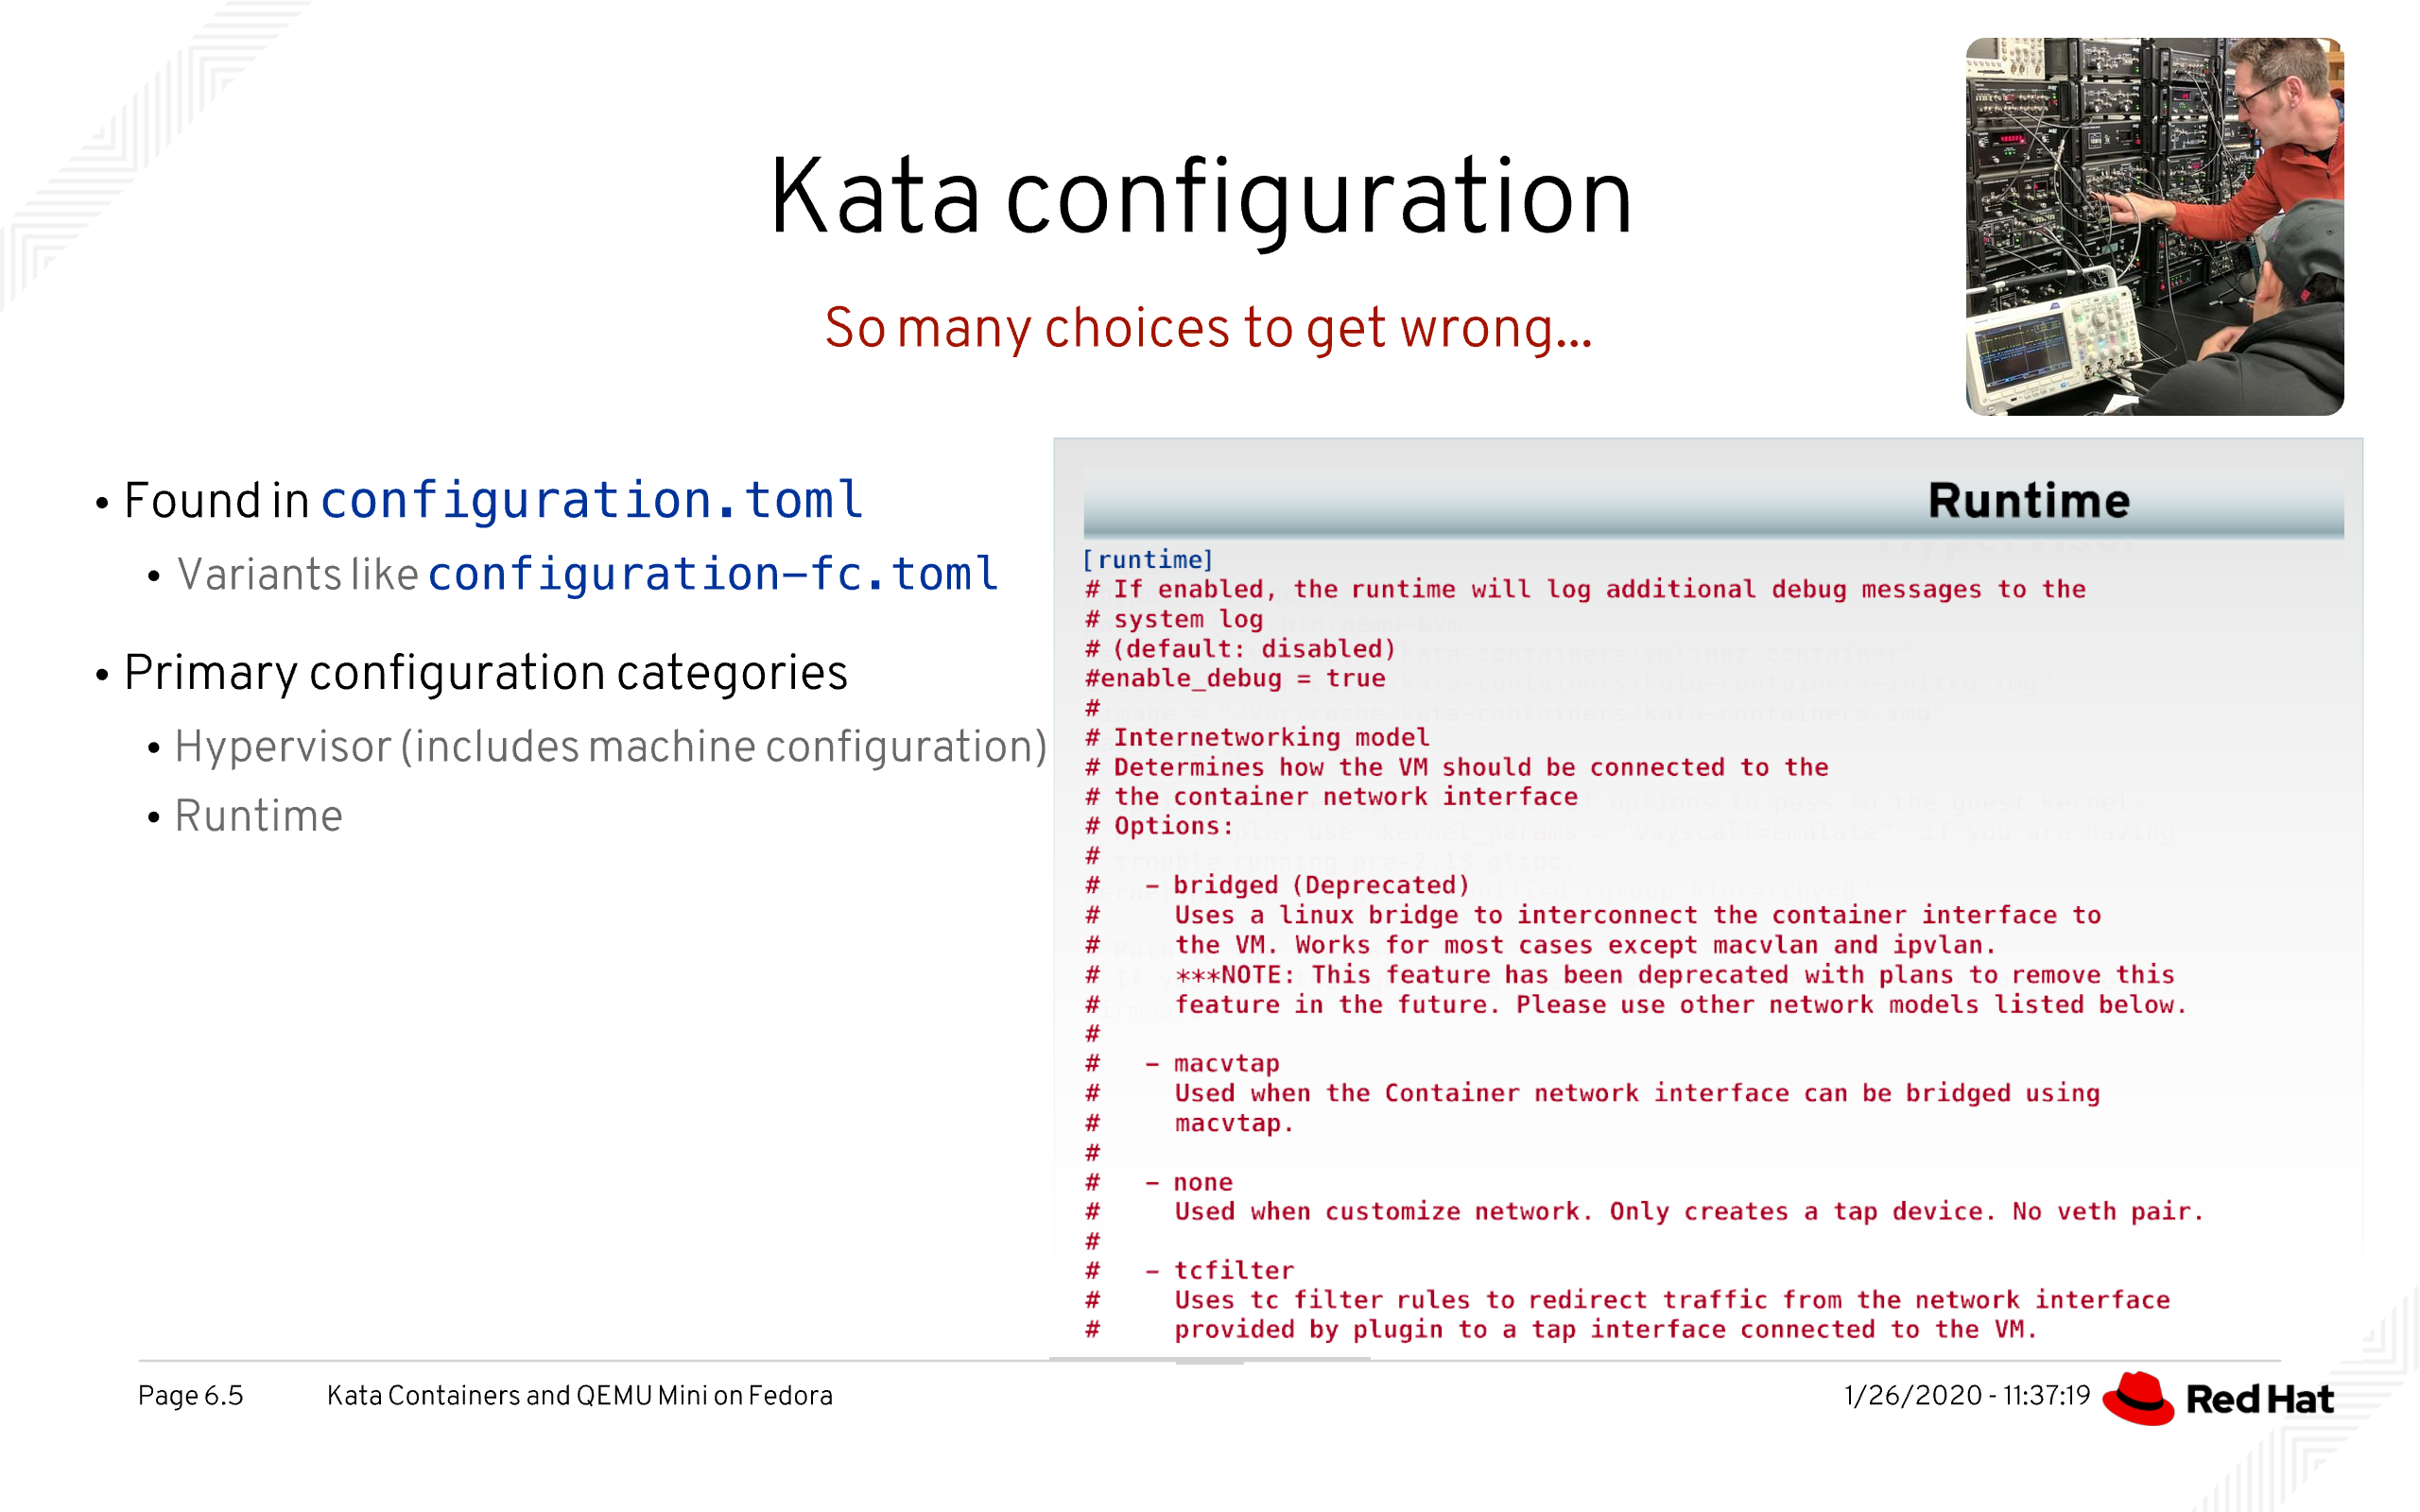 Kata configuration
So many choices to get wrong...
• Found in configuration.toml
• Variants like configuration-fc.toml
• Primary configuration categories
• Hypervisor (includes machine configuration)
• Runtime
Runtime
[runtime]
# If enabled, the runtime will log additional debug messages to the
# system log
# (default: disabled)
#enable_debug = true
#
# Internetworking model
# Determines how the VM should be connected to the
# the container network interface
# Options:
#
#   - bridged (Deprecated)
#     Uses a linux bridge to interconnect the container interface to
#     the VM. Works for most cases except macvlan and ipvlan.
#     ***NOTE: This feature has been deprecated with plans to remove this
#     feature in the future. Please use other network models listed below.
#
#   - macvtap
#     Used when the Container network interface can be bridged using
#     macvtap.
#
#   - none
#     Used when customize network. Only creates a tap device. No veth pair.
#
#   - tcfilter
#     Uses tc filter rules to redirect traffic from the network interface
#     provided by plugin to a tap interface connected to the VM.
Page 6.5 Kata Containers and QEMU Mini on Fedora 1/26/2020 - 11:37:19 Red Hat